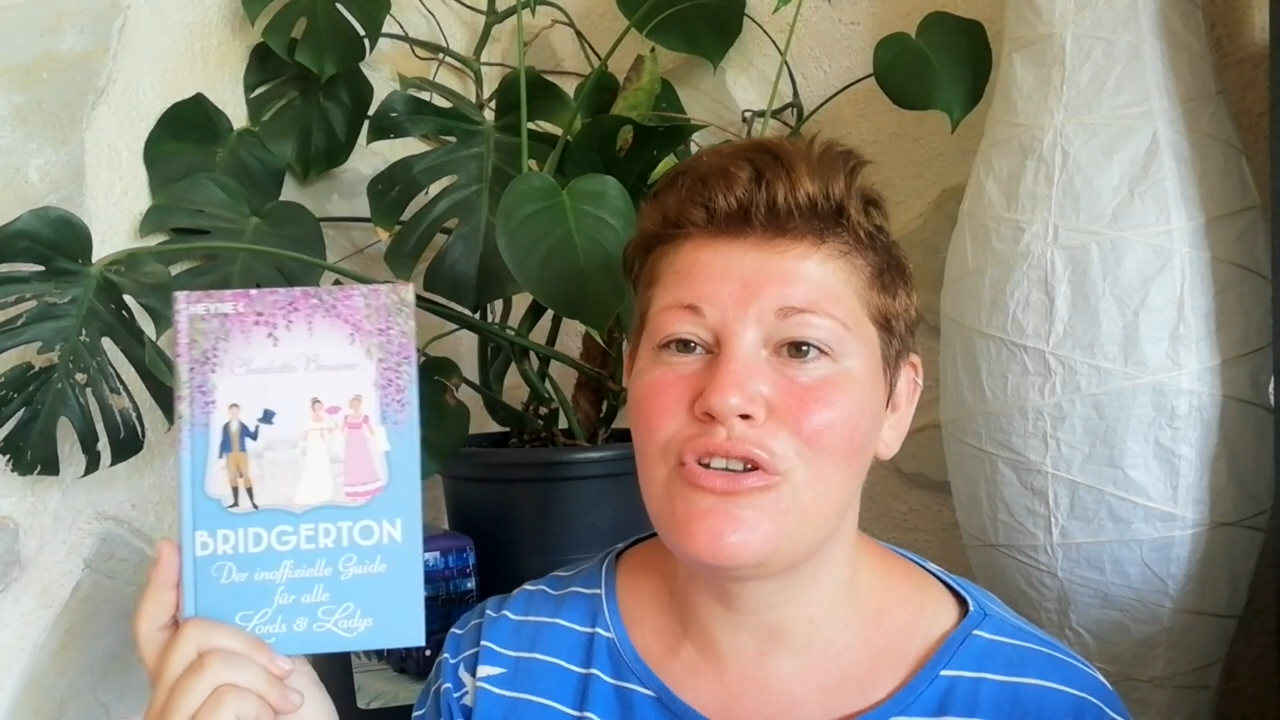 HEYNE <
Charlotte Browne
BRIDGERTON
Der inoffizielle Guide
für alle
Lords & Ladys